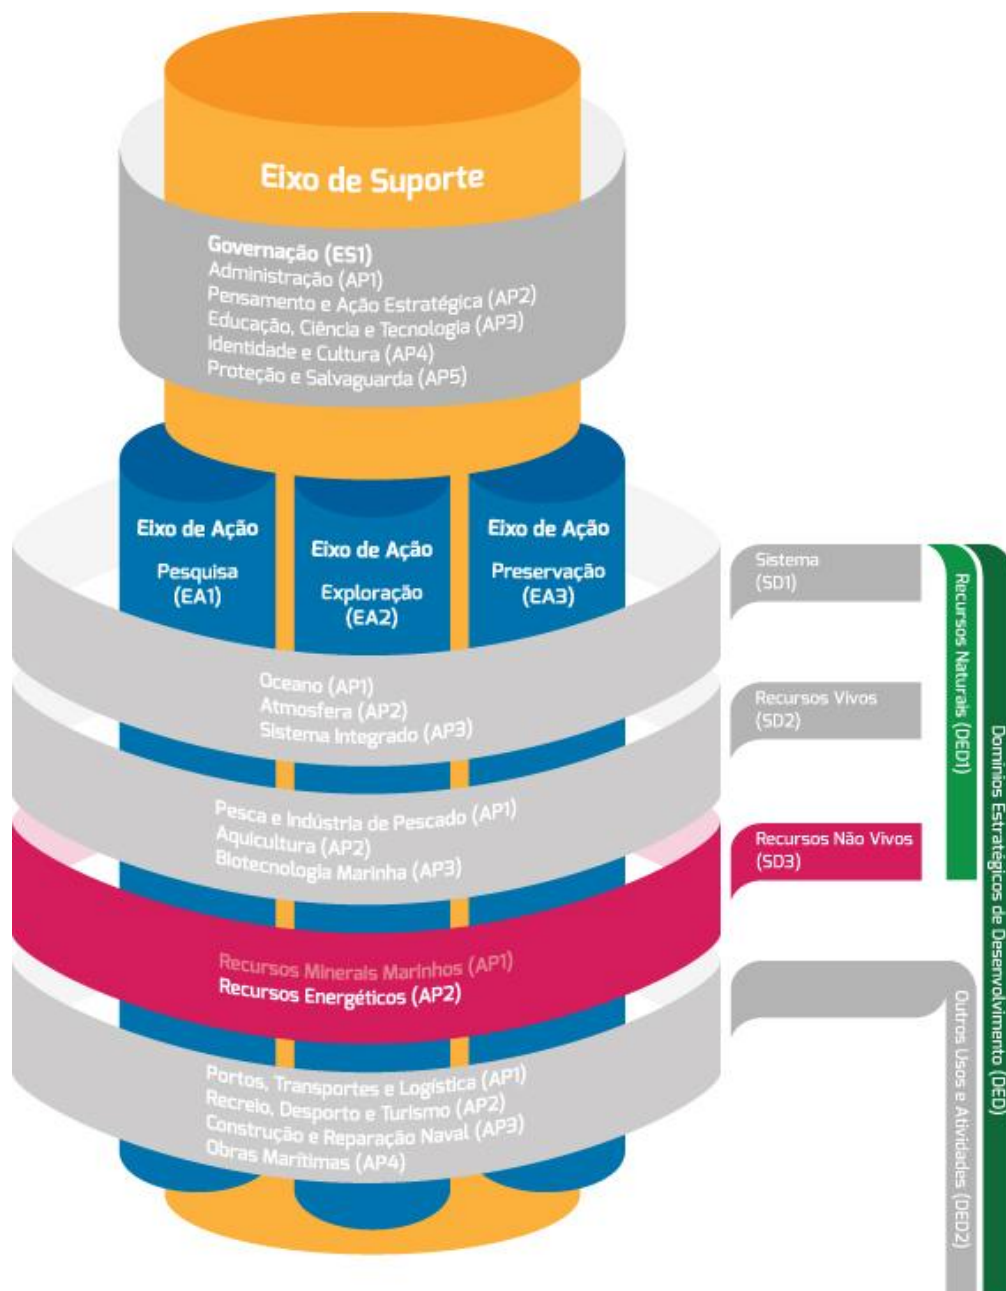 Eixo de Suporte
Governação (ES1)
Administração (AP1)
Pensamento e Ação Estratégica (AP2)
Educação, Ciência e Tecnologia (AP3)
Identidade e Cultura (AP4)
Proteção e Salvaguarda (AP5)
Eixo de Ação
Pesquisa
(EA1)
Eixo de Ação
Exploração
(EA2)
Eixo de Ação
Preservação
(EA3)
Oceano (AP1)
Atmosfera (AP2)
Sistema Integrado (AP3)
Sistema
(SD1)
Pesca e Indústria de Pescado (AP1)
Aquicultura (AP2)
Biotecnologia Marinha (AP3)
Recursos Vivos
(SD2)
Recursos Minerais Marinhos (AP1)
Recursos Energéticos (AP2)
Recursos Não Vivos
(SD3)
Portos, Transportes e Logística (AP1)
Recreio, Desporto e Turismo (AP2)
Construção e Reparação Naval (AP3)
Obras Marítimas (AP4)
Recursos Naturais (DED1)
Outros Usos e Atividades (DED2)
Domínios Estratégicos de Desenvolvimento (DED)